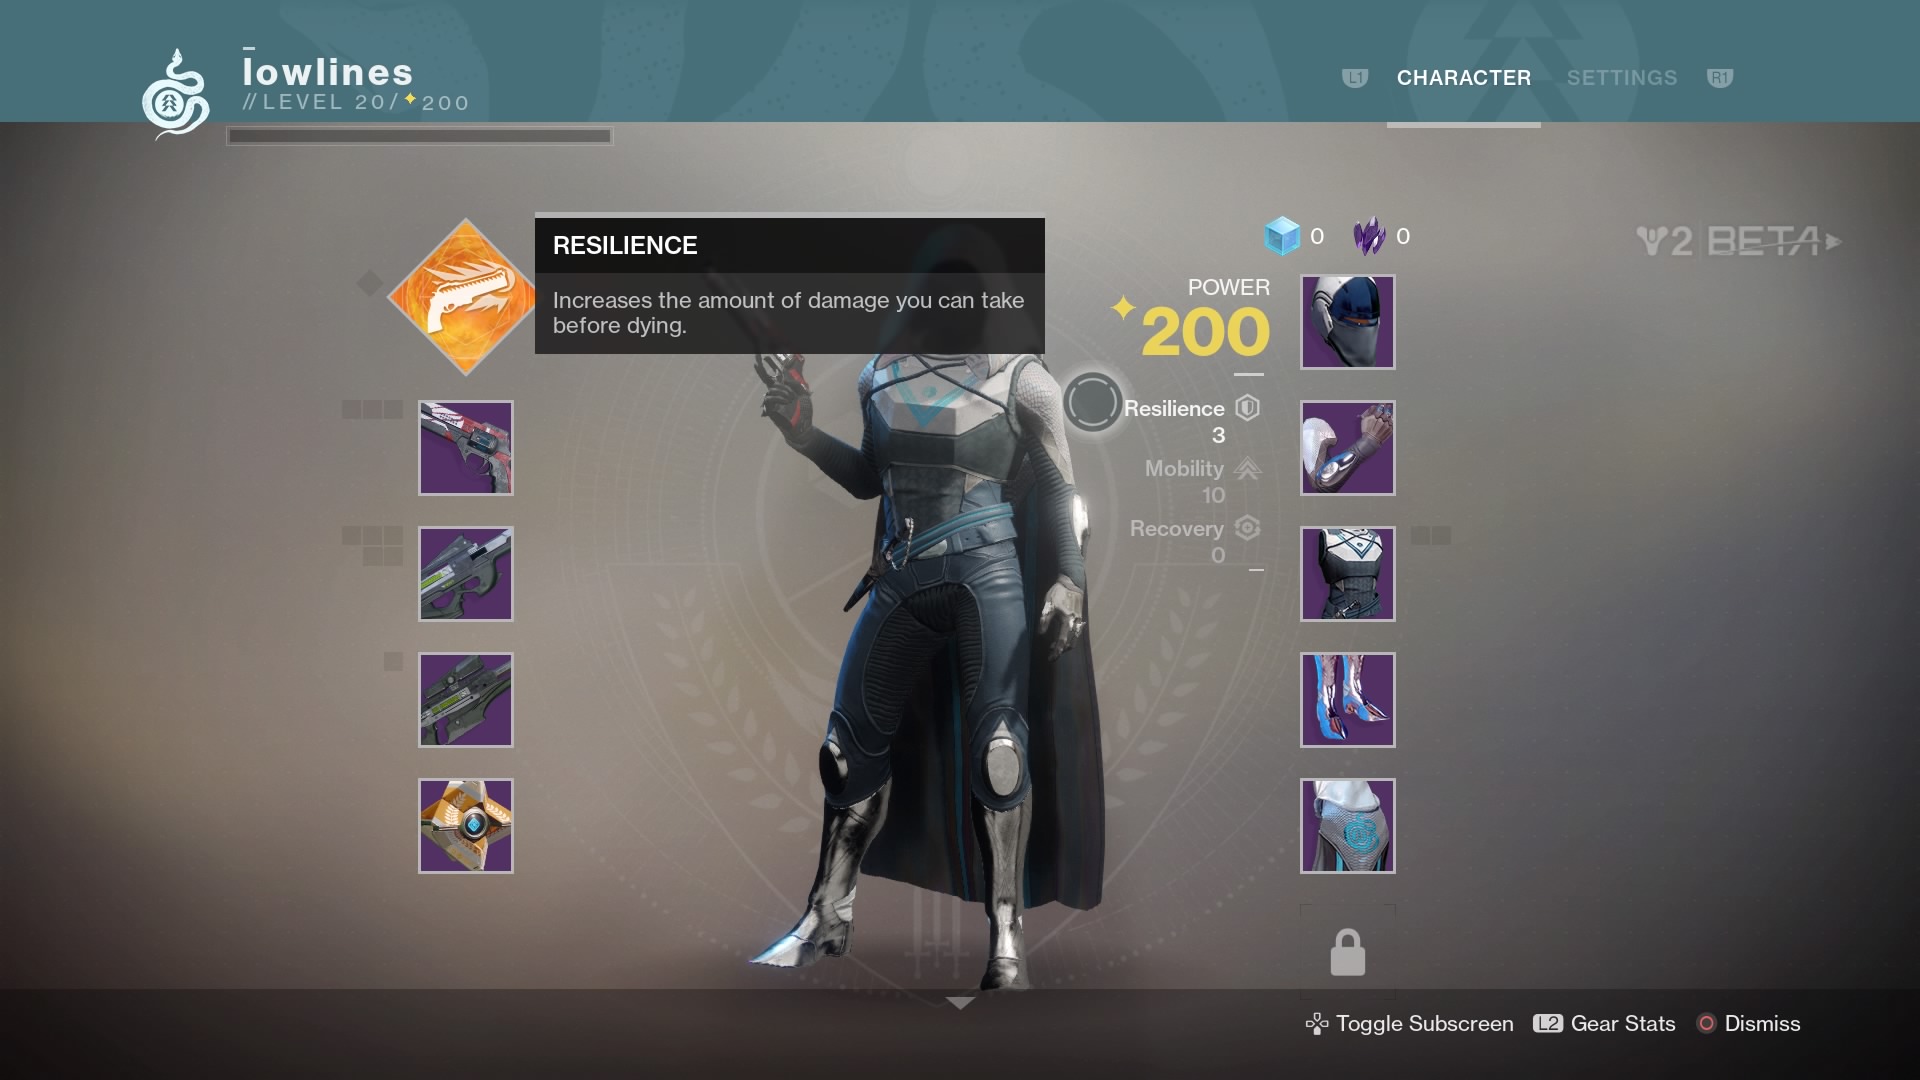 lowlines
//LEVEL 20/200
L1
CHARACTER
SETTINGS
R1
RESILIENCE
Increases the amount of damage you can take
before dying.
0
0
2 BETA
POWER
200
Resilience
3
Mobility
10
Recovery
0
Toggle Subscreen
L2 Gear Stats
Dismiss